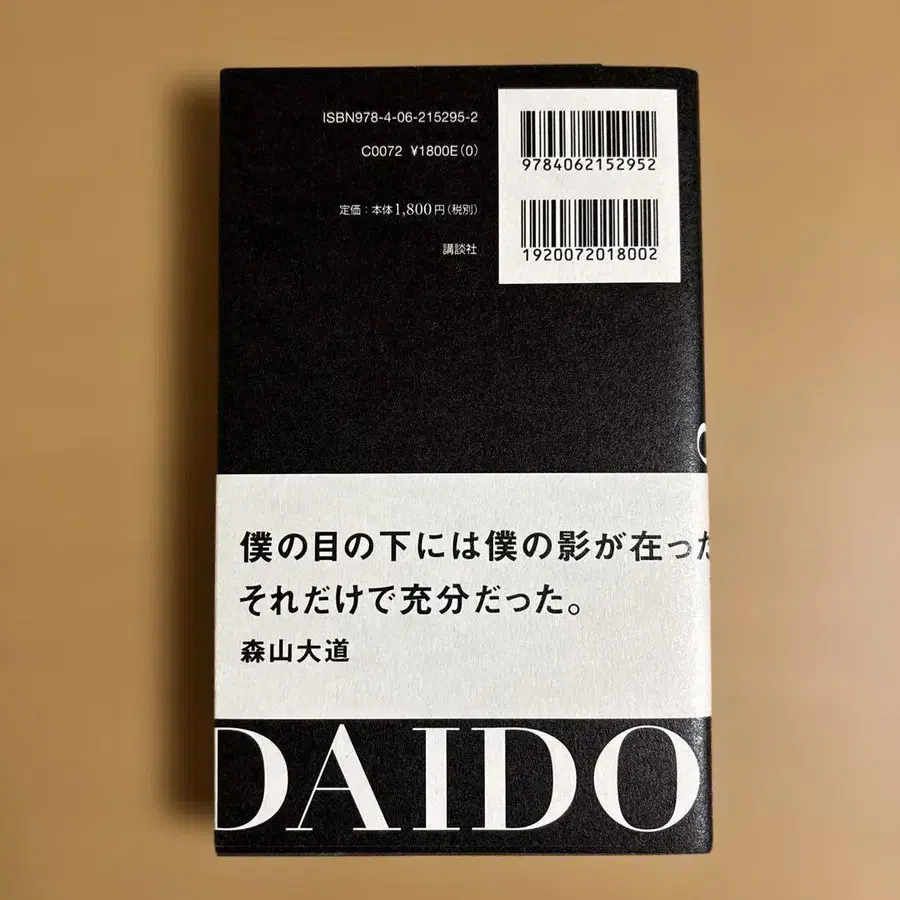 ISBN978-4-06-215295-2
C0072 ¥1800E(0)
定価：本体1,800円(税別)
講談社
9784062152952
1920072018002
僕の目の下には僕の影が在った
それだけで充分だった。
森山大道
DAIDO